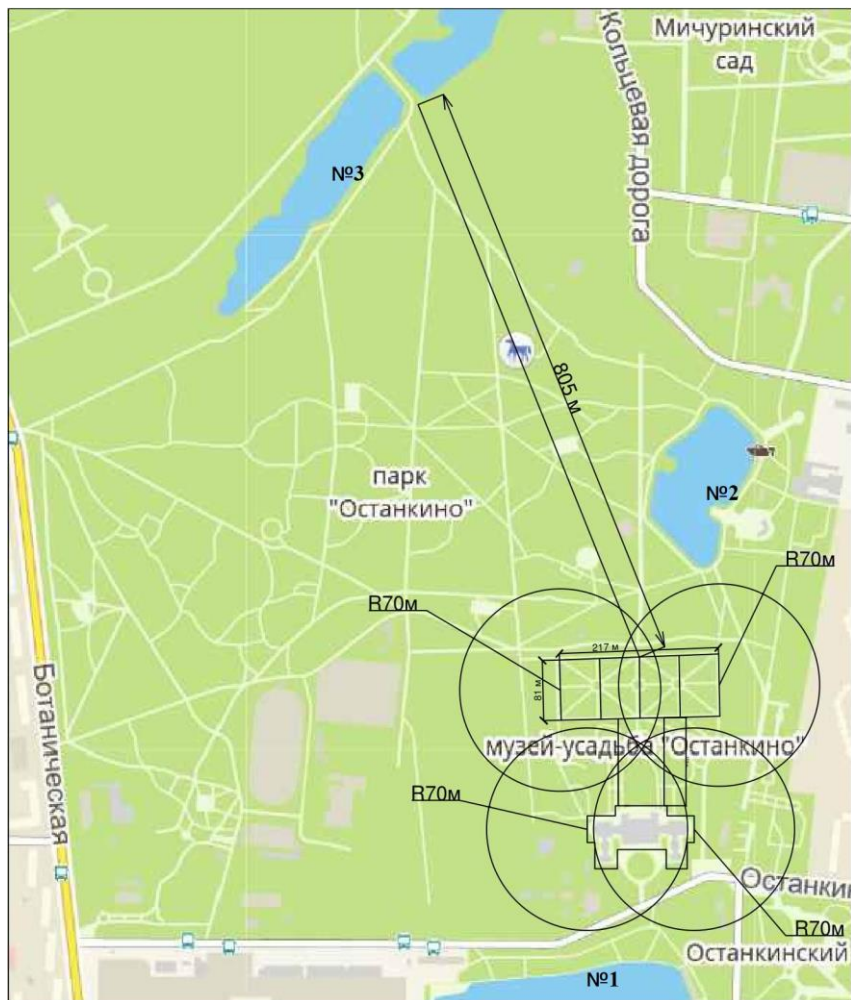 Мичуринский
сад
Кольцевая дорога
№3
805 м
парк
"Останкино"
№2
R70м
R70м
217 м
81 м
Ботаническая
музей-усадьба "Останкино"
R70м
Останкин
R70м
Останкинский
№1